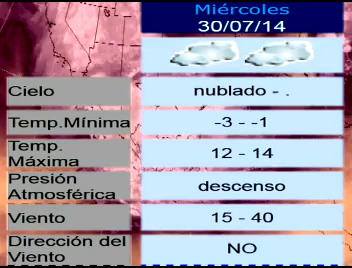 Miércoles
30/07/14
Cielo
nublado - .
Temp.Mínima
-3 - -1
Temp.
Máxima
12 - 14
Presión
Atmosférica
descenso
Viento
15 - 40
Dirección del
Viento
NO